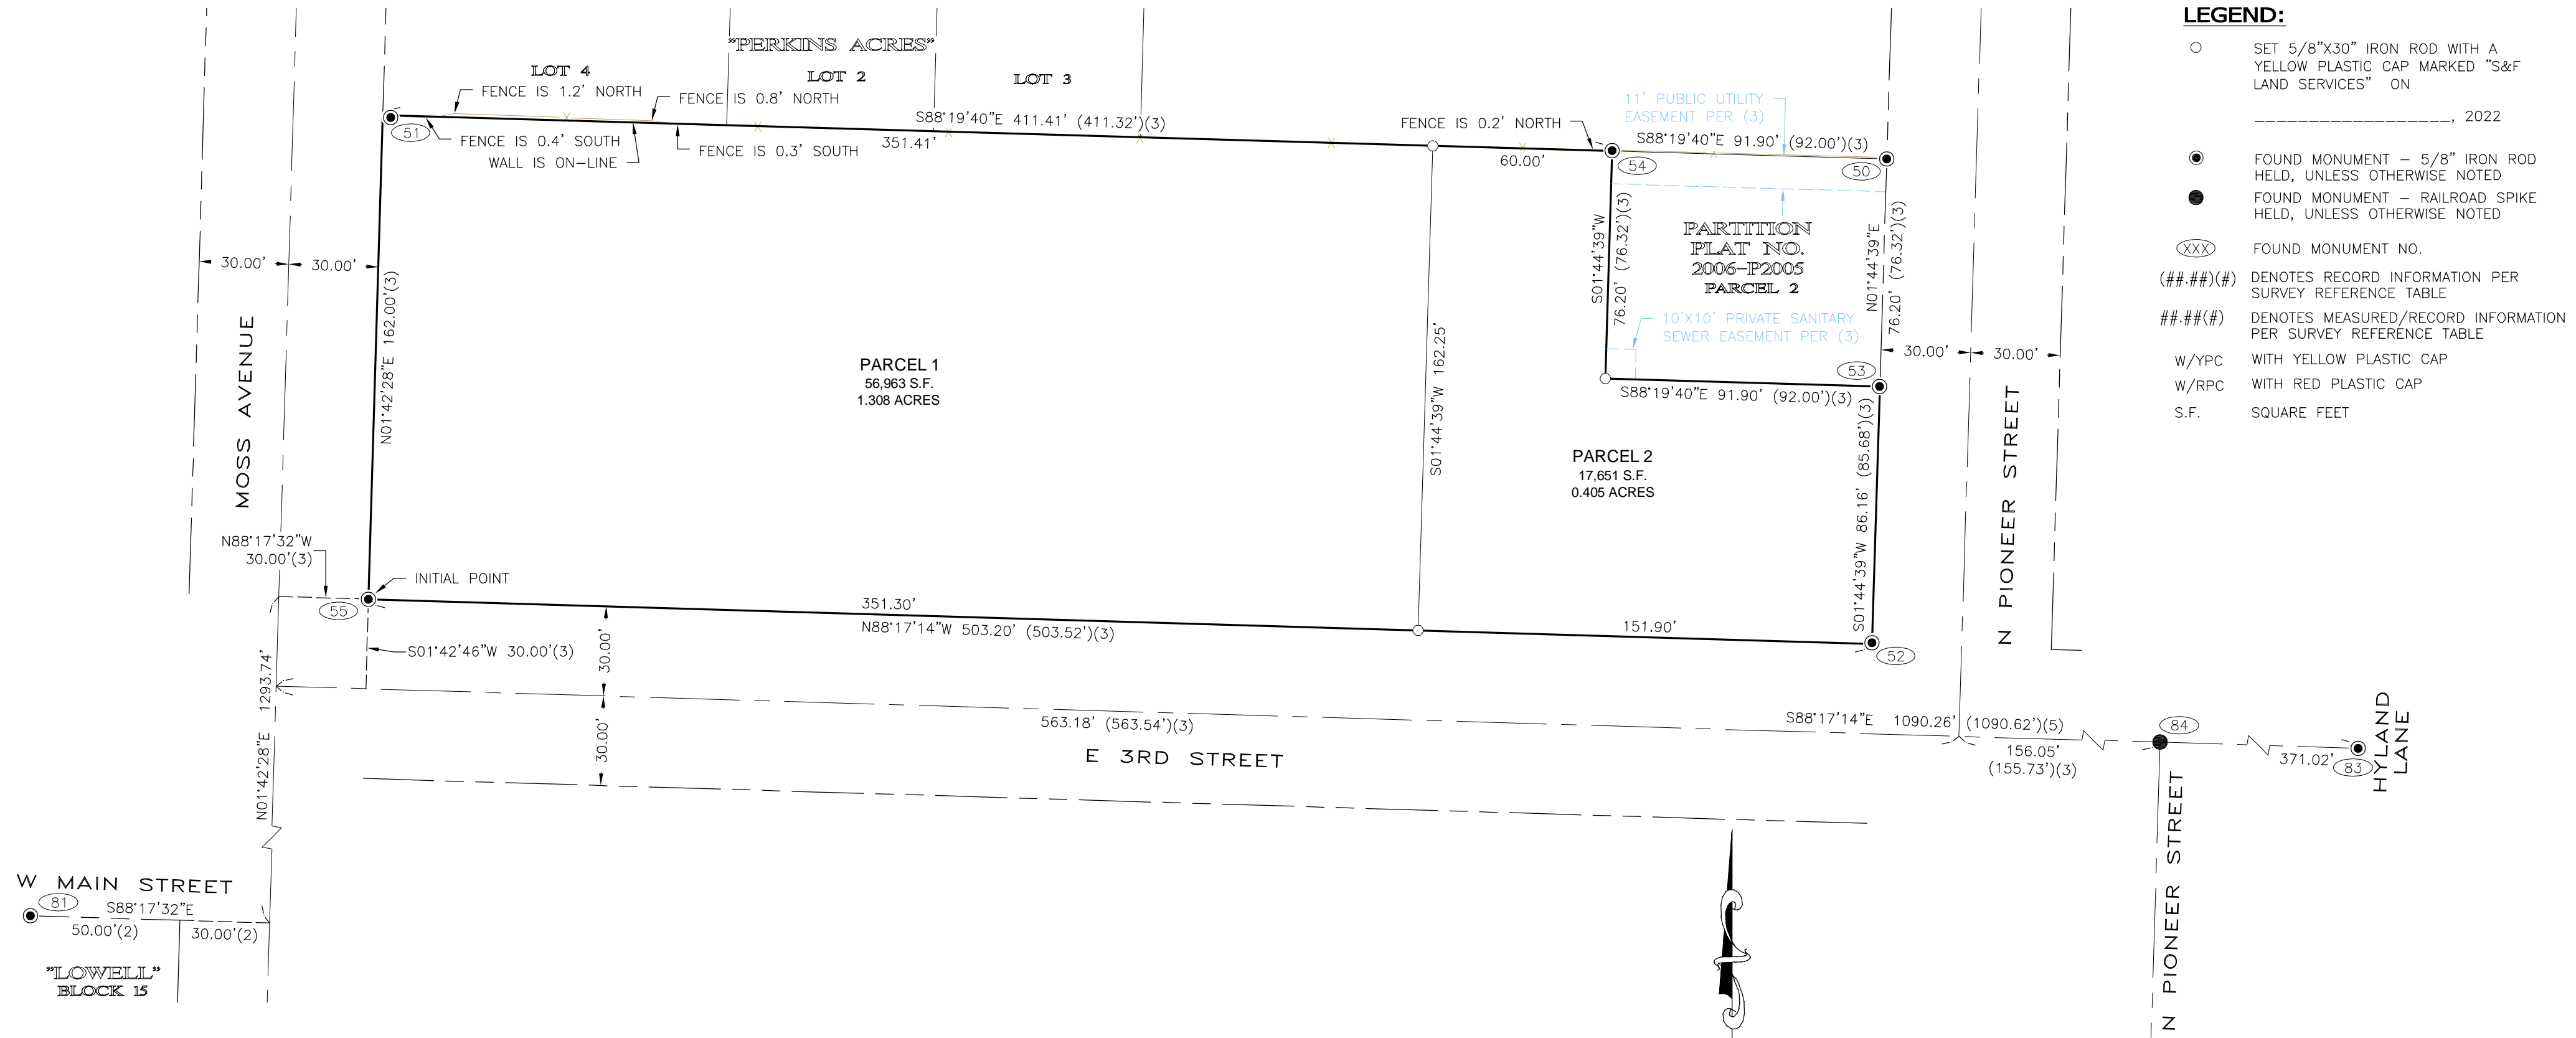 "PERKINS ACRES"
LOT 4
LOT 2
LOT 3
FENCE IS 1.2' NORTH
FENCE IS 0.8' NORTH
51
FENCE IS 0.4' SOUTH
WALL IS ON-LINE
FENCE IS 0.3' SOUTH
S88°19'40"E 411.41' (411.32')(3)
351.41'
FENCE IS 0.2' NORTH
60.00'
11' PUBLIC UTILITY
EASEMENT PER (3)
S88°19'40"E 91.90' (92.00')(3)
54
50
S01°44'39"W
76.20' (76.32')(3)
PARTITION
PLAT NO.
2006-P2005
PARCEL 2
N01°44'39"E
76.20' (76.32')(3)
10'X10' PRIVATE SANITARY
SEWER EASEMENT PER (3)
53
S88°19'40"E 91.90' (92.00')(3)
30.00'
30.00'
MOSS AVENUE
N01°42'28"E 162.00'(3)
PARCEL 1
56,963 S.F.
1.308 ACRES
S01°44'39"W 162.25'
PARCEL 2
17,651 S.F.
0.405 ACRES
S01°44'39"W 86.16' (85.68')(3)
30.00'
30.00'
N PIONEER STREET
N88°17'32"W
30.00'(3)
INITIAL POINT
55
351.30'
N88°17'14"W 503.20' (503.52')(3)
151.90'
52
S01°42'46"W 30.00'(3)
30.00'
30.00'
N01°42'28"E 1293.74'
563.18' (563.54')(3)
E 3RD STREET
S88°17'14"E 1090.26' (1090.62')(5)
156.05'
(155.73')(3)
84
371.02'
83
HYLAND
LANE
N PIONEER STREET
W MAIN STREET
81
S88°17'32"E
50.00'(2)
30.00'(2)
"LOWELL"
BLOCK 15
LEGEND:
SET 5/8"X30" IRON ROD WITH A
YELLOW PLASTIC CAP MARKED "S&F
LAND SERVICES" ON
__________________, 2022
FOUND MONUMENT – 5/8" IRON ROD
HELD, UNLESS OTHERWISE NOTED
FOUND MONUMENT – RAILROAD SPIKE
HELD, UNLESS OTHERWISE NOTED
XXX FOUND MONUMENT NO.
(##.##)(#) DENOTES RECORD INFORMATION PER
SURVEY REFERENCE TABLE
##.##(#) DENOTES MEASURED/RECORD INFORMATION
PER SURVEY REFERENCE TABLE
W/YPC WITH YELLOW PLASTIC CAP
W/RPC WITH RED PLASTIC CAP
S.F. SQUARE FEET